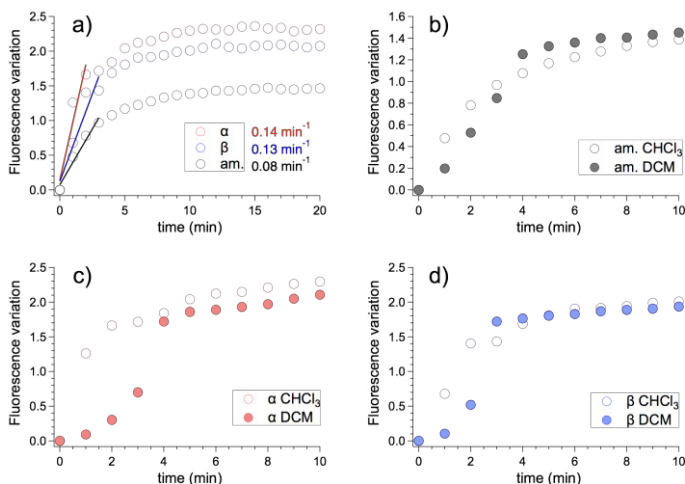 a)
Fluorescence variation
2.5
2.0
1.5
1.0
0.5
0.0
α 0.14 min⁻¹
β 0.13 min⁻¹
am. 0.08 min⁻¹
0 5 10 15 20
time (min)
b)
Fluorescence variation
1.6
1.4
1.2
1.0
0.8
0.6
0.4
0.2
0.0
am. CHCl₃
am. DCM
0 2 4 6 8 10
time (min)
c)
Fluorescence variation
2.5
2.0
1.5
1.0
0.5
0.0
α CHCl₃
α DCM
0 2 4 6 8 10
time (min)
d)
Fluorescence variation
2.5
2.0
1.5
1.0
0.5
0.0
β CHCl₃
β DCM
0 2 4 6 8 10
time (min)